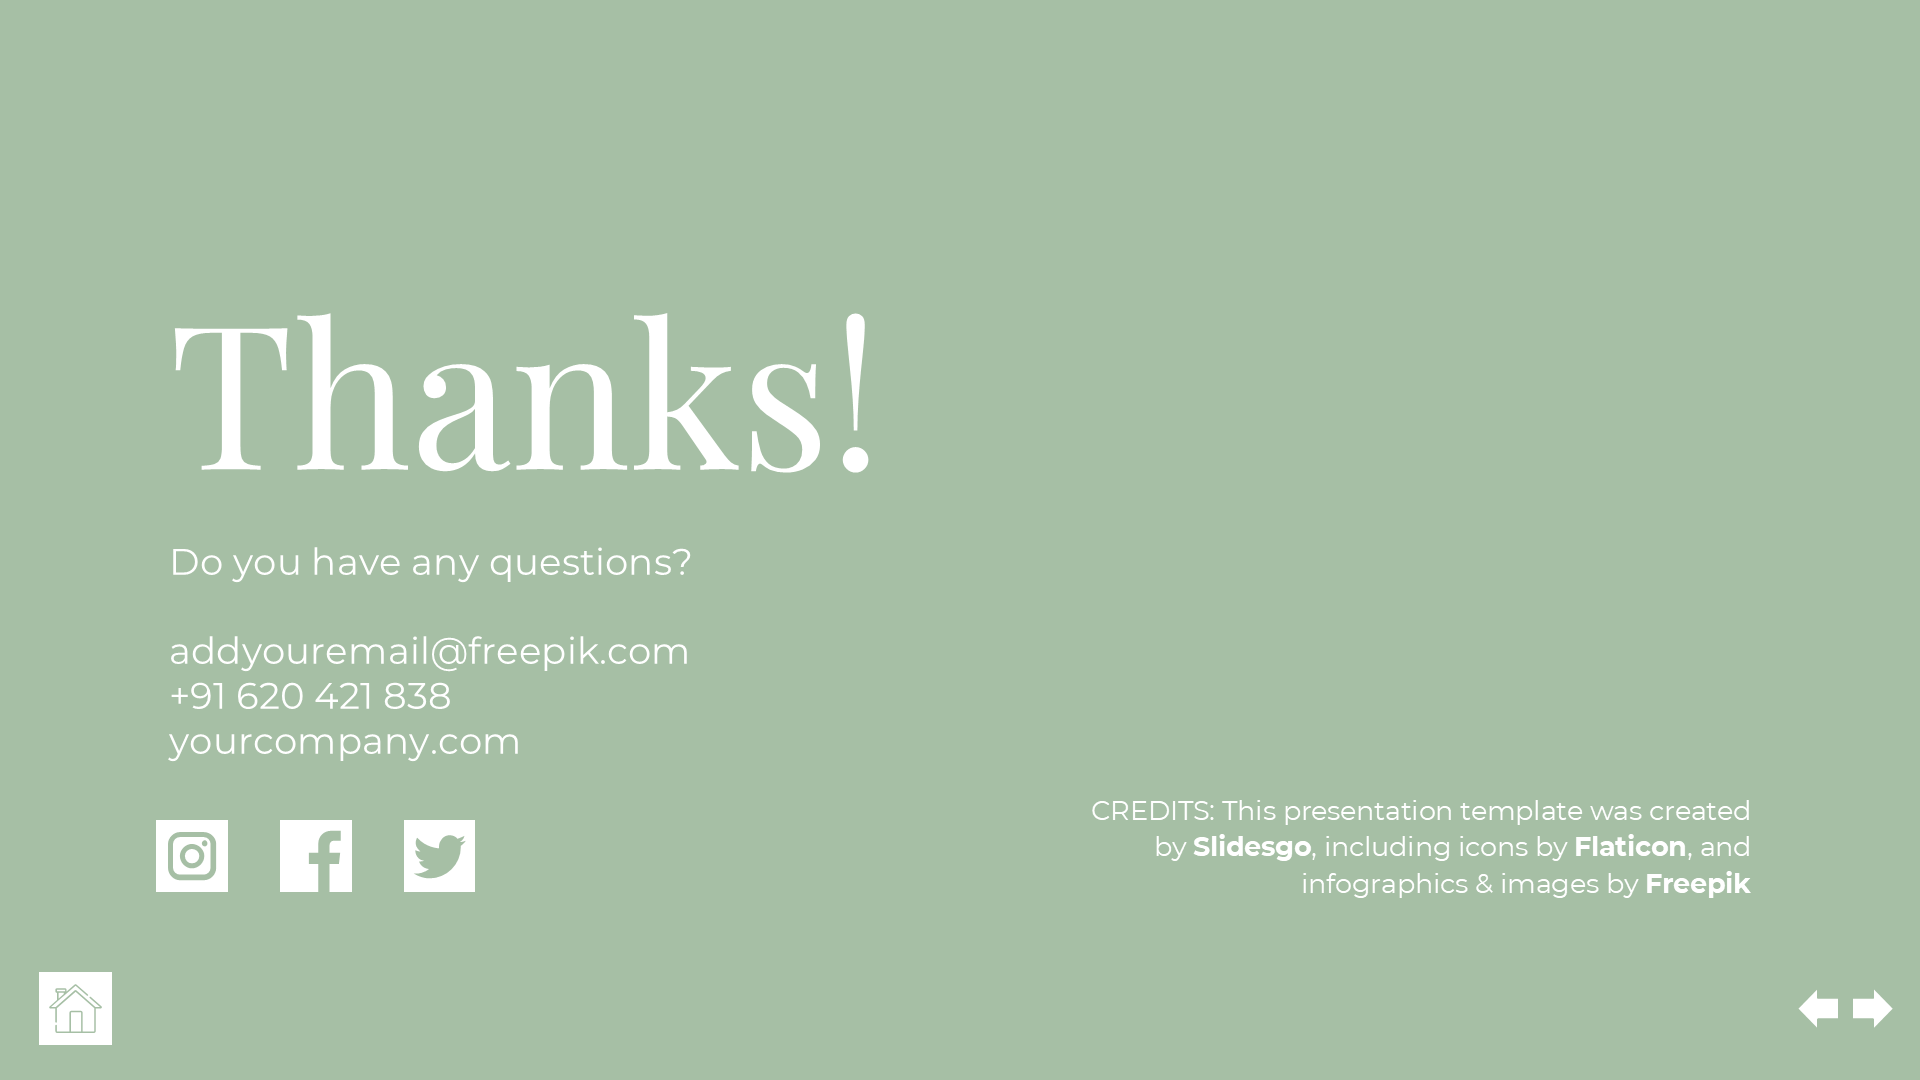 Thanks!
Do you have any questions?
addyouremail@freepik.com
+91 620 421 838
yourcompany.com
CREDITS: This presentation template was created
by Slidesgo, including icons by Flaticon, and
infographics & images by Freepik